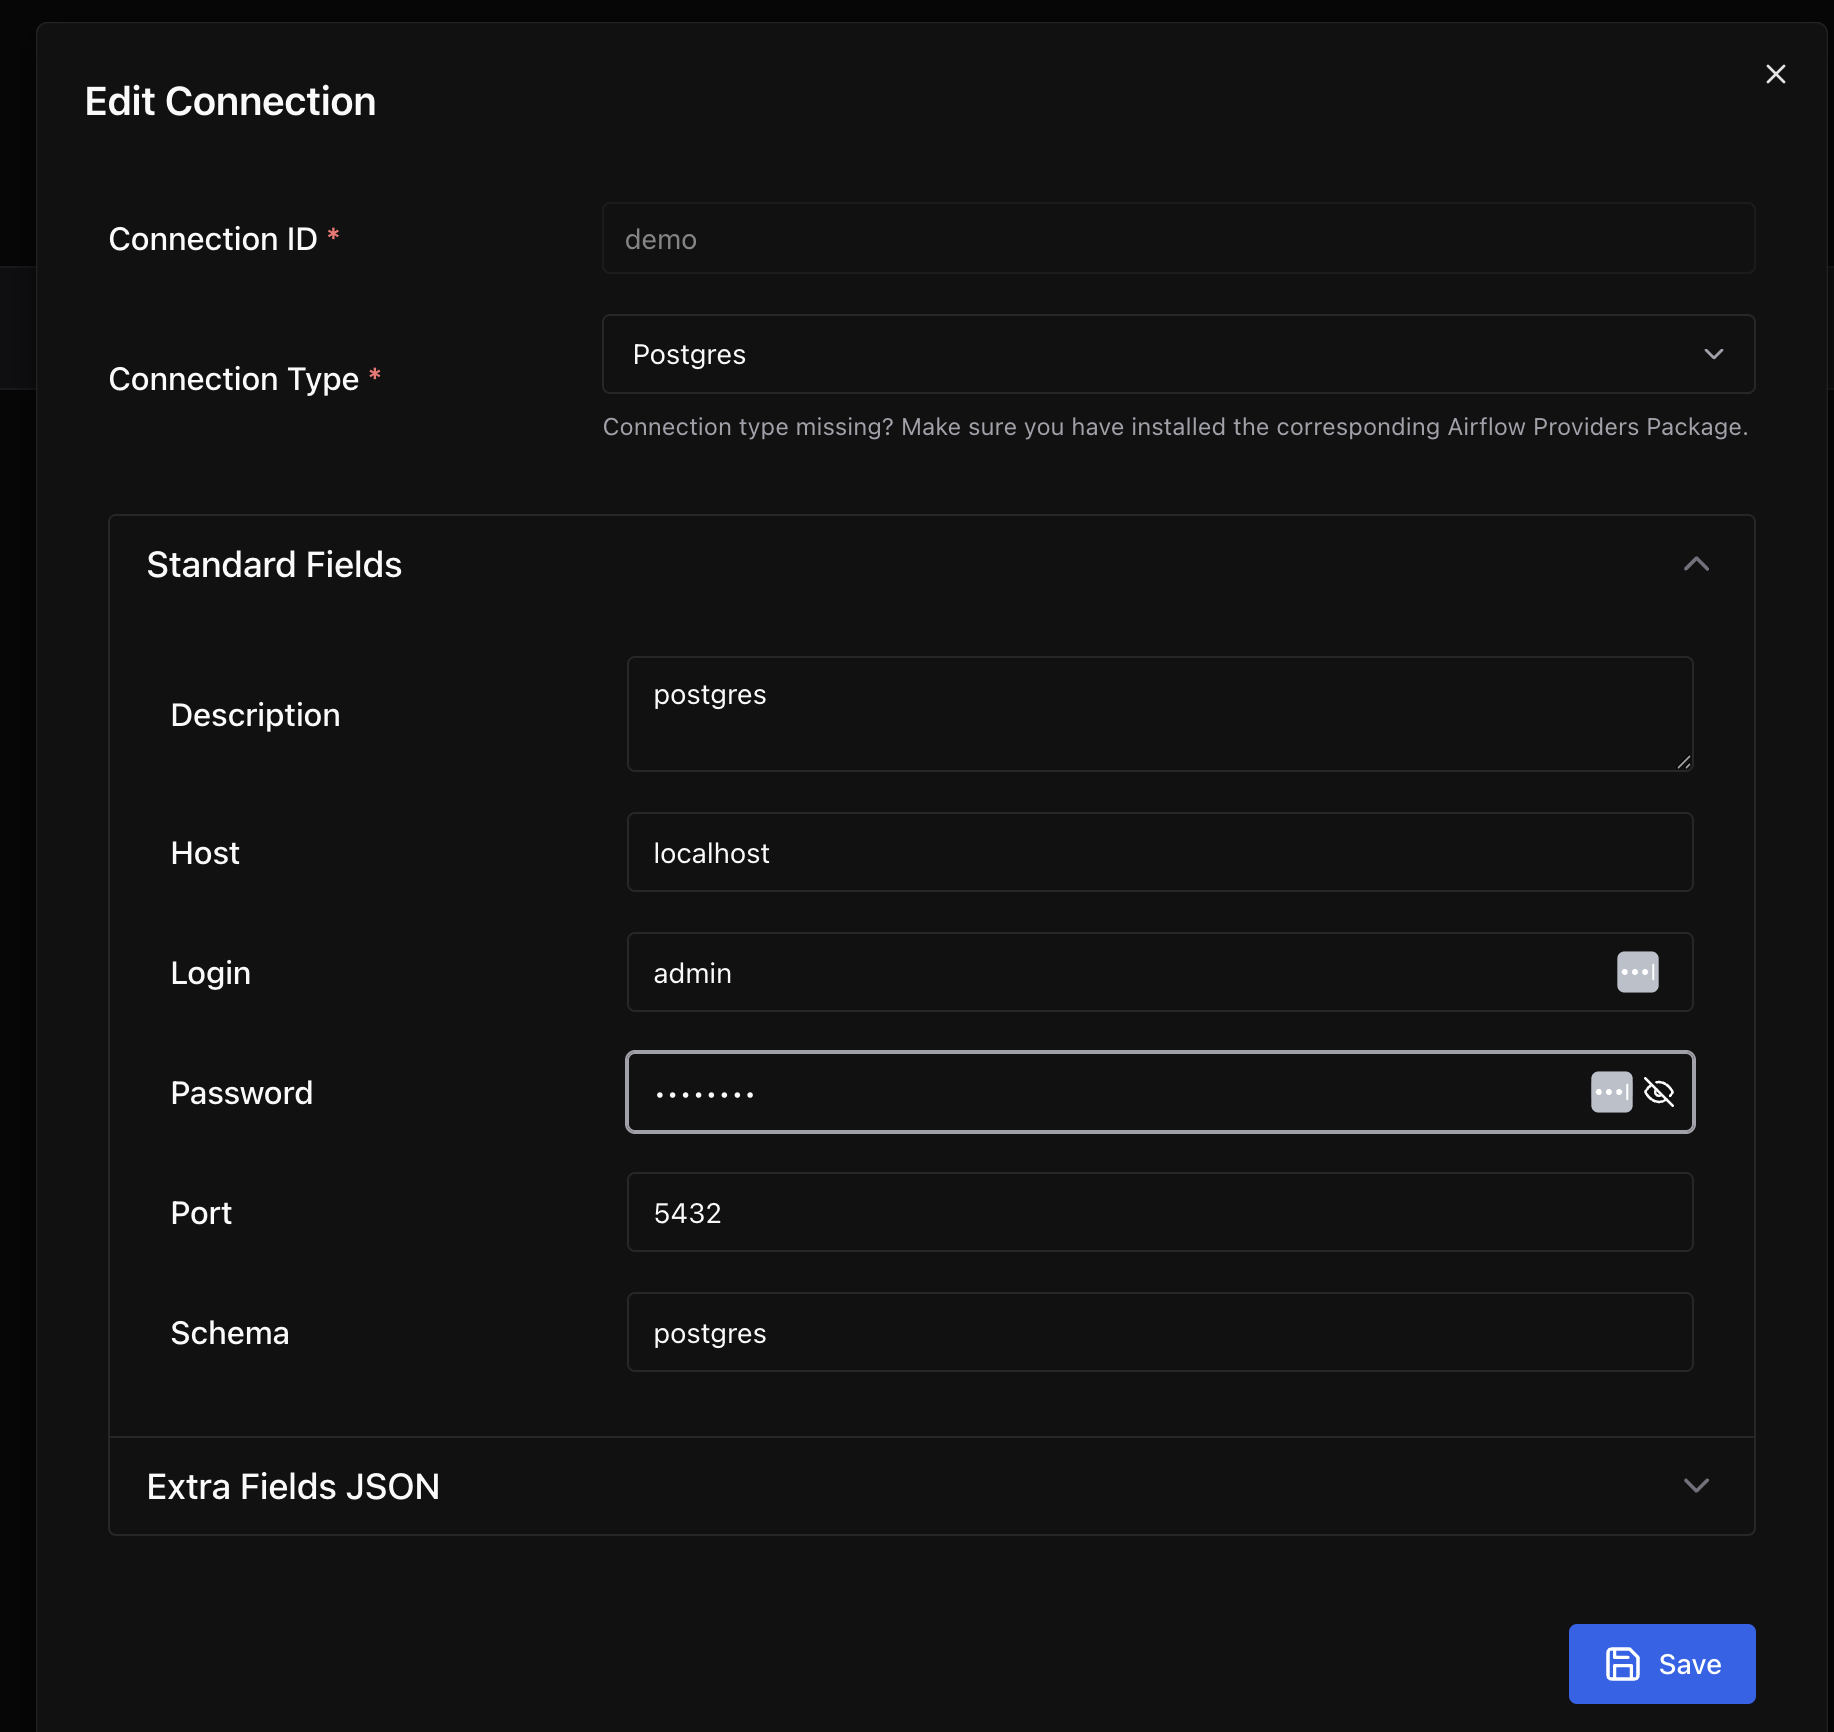 Edit Connection
Connection ID *
demo
Connection Type *
Postgres
Connection type missing? Make sure you have installed the corresponding Airflow Providers Package.
Standard Fields
Description
postgres
Host
localhost
Login
admin
Password
••••••••
Port
5432
Schema
postgres
Extra Fields JSON
Save